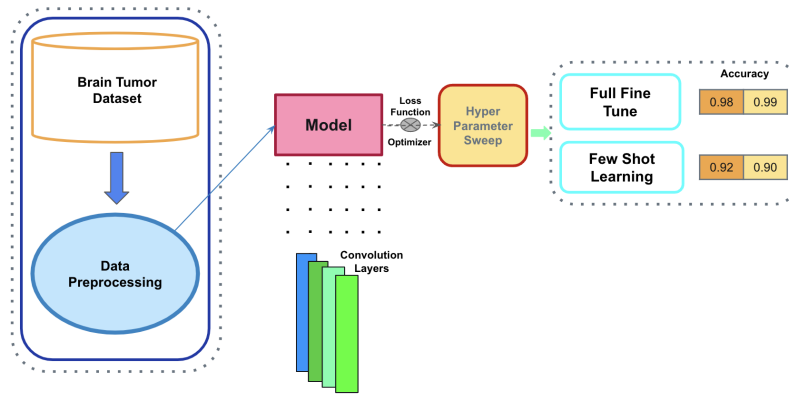 Brain Tumor
Dataset
Data
Preprocessing
Model
Loss
Function
Optimizer
Hyper
Parameter
Sweep
Convolution
Layers
Accuracy
Full Fine
Tune
0.98 0.99
Few Shot
Learning
0.92 0.90